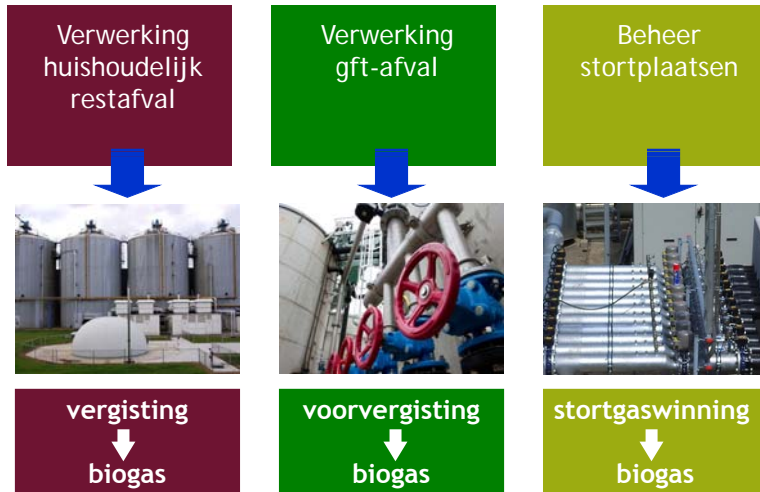 Verwerking
huishoudelijk
restafval
Verwerking
gft-afval
Beheer
stortplaatsen
vergisting
biogas
voorvergisting
biogas
stortgaswinning
biogas